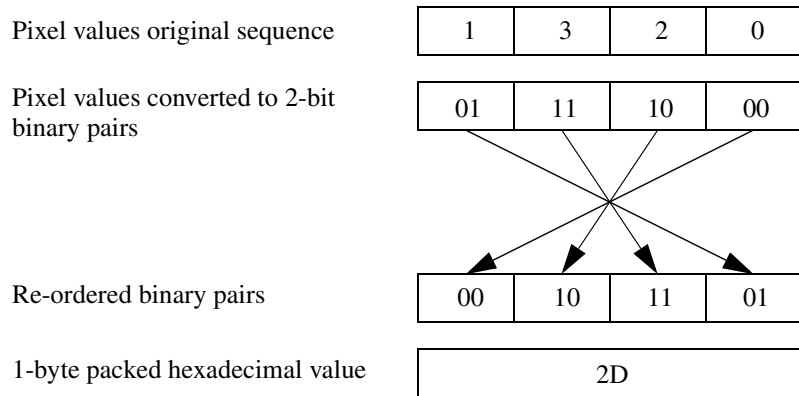 Pixel values original sequence 1 3 2 0
Pixel values converted to 2-bit
binary pairs 01 11 10 00
Re-ordered binary pairs 00 10 11 01
1-byte packed hexadecimal value 2D